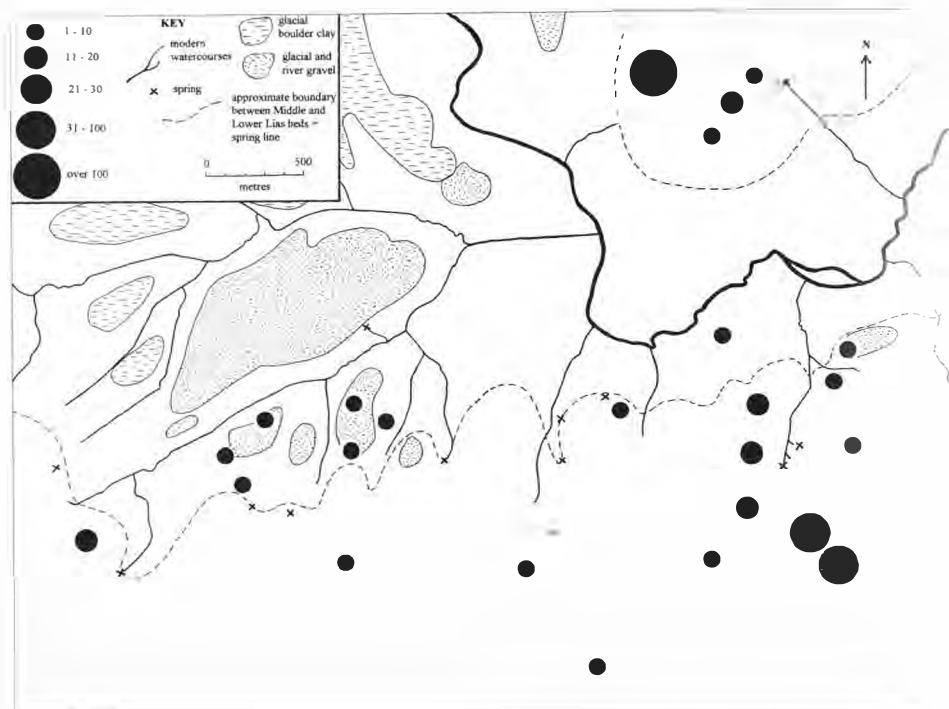 KEY
1 - 10
11 - 20
21 - 30
31 - 100
over 100
modern
watercourses
spring
glacial
boulder clay
glacial and
river gravel
approximate boundary
between Middle and
Lower Lias beds =
spring line
0 500
metres
N